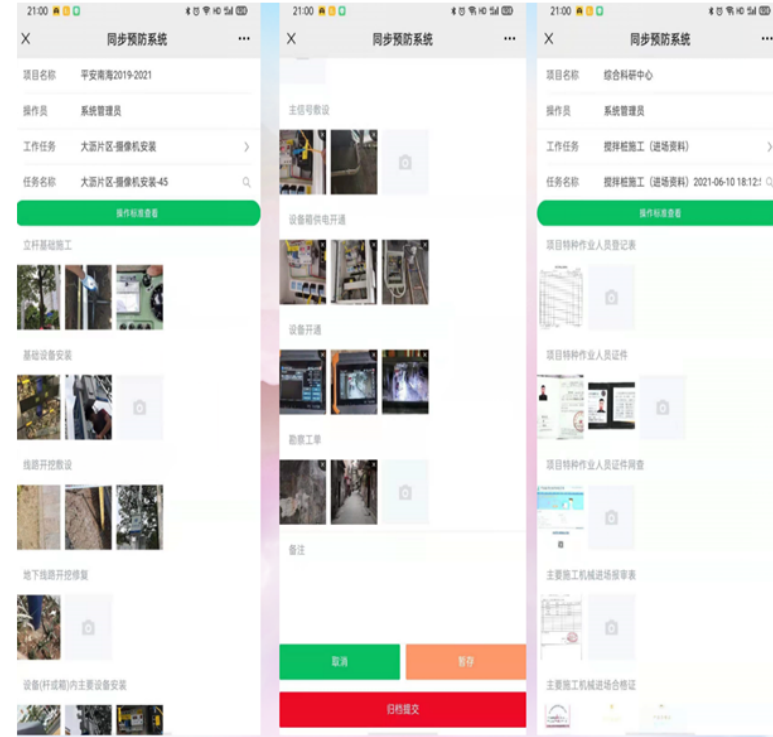 21:00
同步预防系统
项目名称 平安南海2019-2021
操作员 系统管理员
工作任务 大沥片区-摄像机安装
任务名称 大沥片区-摄像机安装-45
操作标准查看
立杆基础施工
基础设备安装
线路开挖敷设
地下线路开挖修复
设备(杆或箱)内主要设备安装
21:00
同步预防系统
主信号敷设
设备箱供电开通
设备开通
勘察工单
备注
取消
暂存
归档提交
21:00
同步预防系统
项目名称 综合科研中心
操作员 系统管理员
工作任务 搅拌桩施工（进场资料）
任务名称 搅拌桩施工（进场资料）2021-06-10 18:12:
操作标准查看
项目特种作业人员登记表
项目特种作业人员证件
项目特种作业人员证件网查
主要施工机械进场报审表
主要施工机械进场合格证